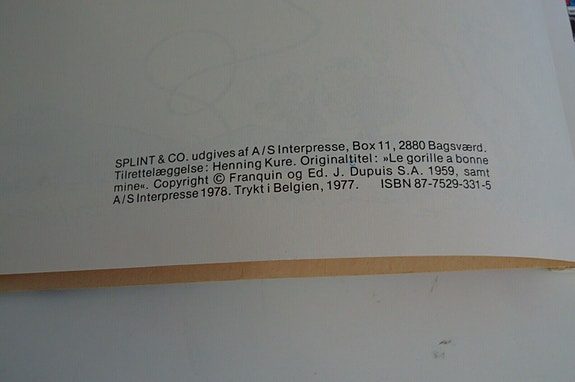 SPLINT & CO. udgives af A/S Interpresse, Box 11, 2880 Bagsværd.
Tilrettelæggelse: Henning Kure. Originaltitel: »Le gorille a bonne
mine«. Copyright © Franquin og Ed. J. Dupuis S.A. 1959, samt
A/S Interpresse 1978. Trykt i Belgien, 1977. ISBN 87-7529-331-5